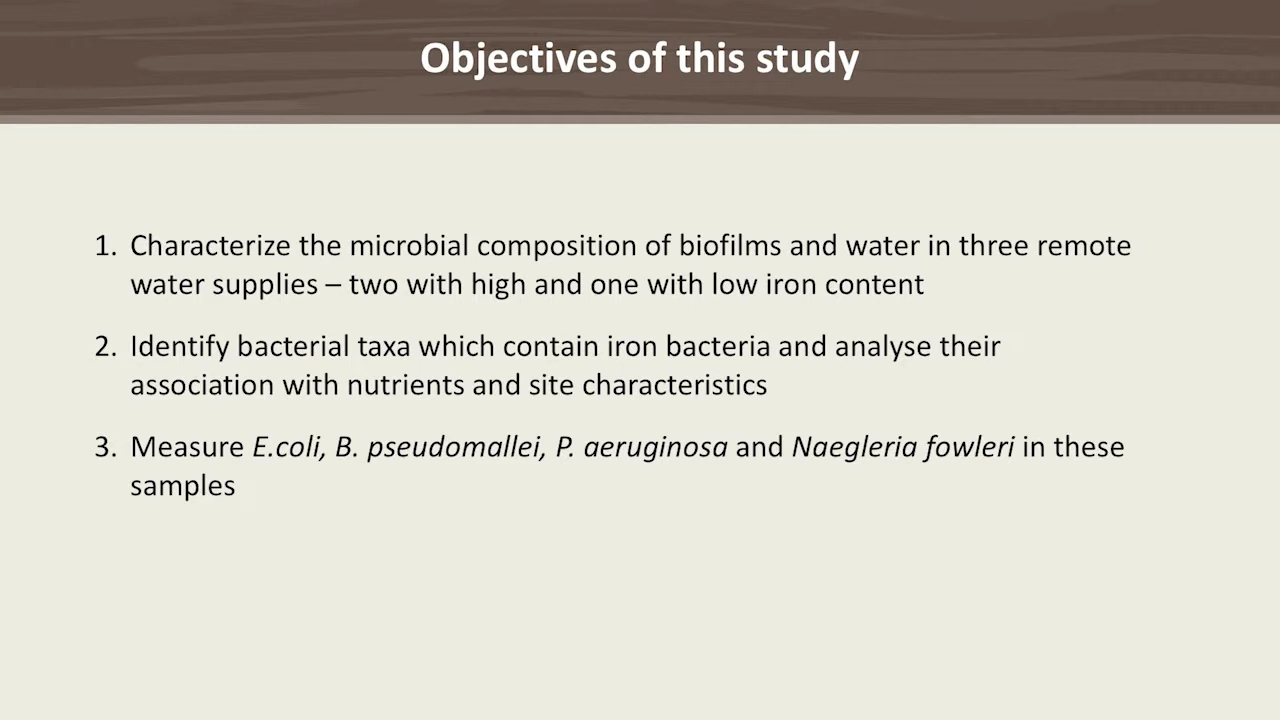 Objectives of this study
1. Characterize the microbial composition of biofilms and water in three remote
water supplies – two with high and one with low iron content
2. Identify bacterial taxa which contain iron bacteria and analyse their
association with nutrients and site characteristics
3. Measure E.coli, B. pseudomallei, P. aeruginosa and Naegleria fowleri in these
samples